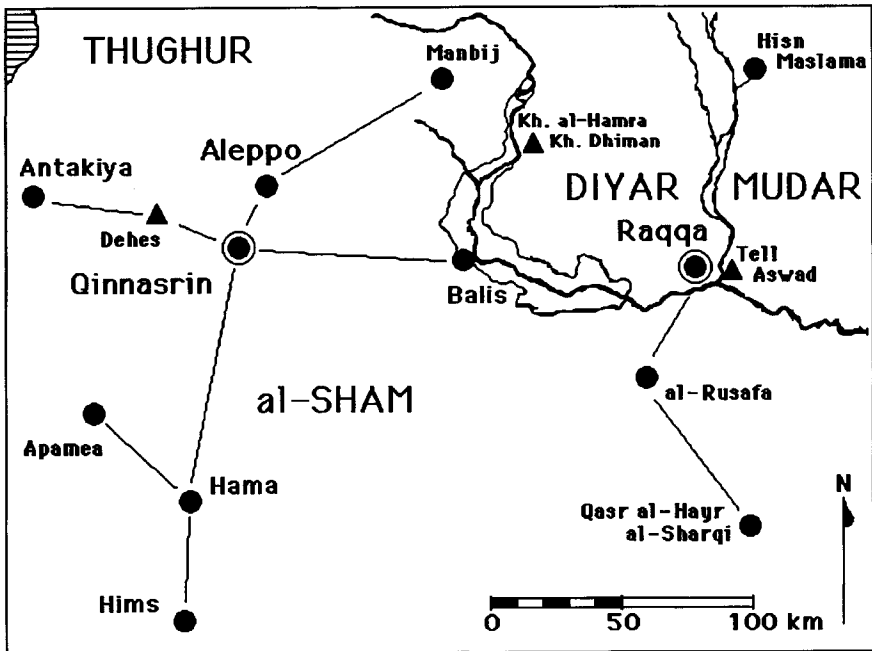 THUGHUR
Manbij
Hisn
Maslama
Kh. al-Hamra
Kh. Dhiman
Aleppo
Antakiya
DIYAR MUDAR
Dehes
Raqqa
Tell
Aswad
Qinnasrin
Balis
al-SHAM
al-Rusafa
Apamea
Hama
N
Qasr al-Hayr
al-Sharqi
Hims
0 50 100 km